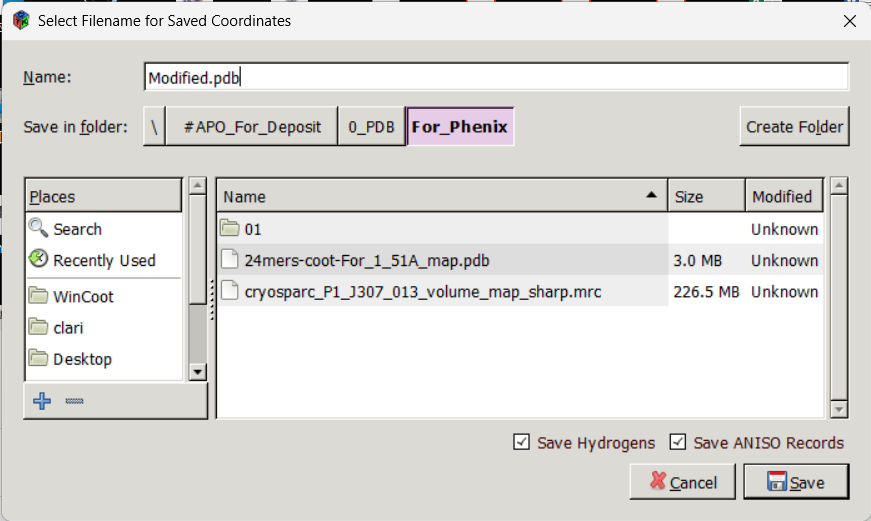 Select Filename for Saved Coordinates
Name: Modified.pdb
Save in folder: \ #APO_For_Deposit 0_PDB For_Phenix Create Folder
Places
Search
Recently Used
WinCoot
clari
Desktop
Name Size Modified
01 Unknown
24mers-coot-For_1_51A_map.pdb 3.0 MB Unknown
cryosparc_P1_J307_013_volume_map_sharp.mrc 226.5 MB Unknown
Save Hydrogens Save ANISO Records
Cancel Save